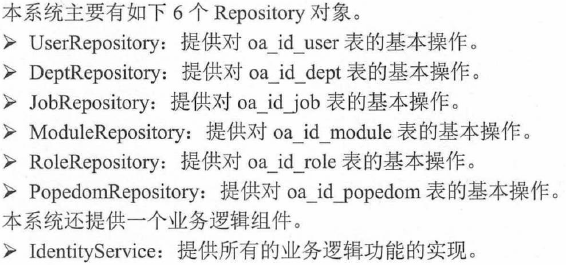 本系统主要有如下 6 个 Repository 对象。
➢ UserRepository：提供对 oa_id_user 表的基本操作。
➢ DeptRepository：提供对 oa_id_dept 表的基本操作。
➢ JobRepository：提供对 oa_id_job 表的基本操作。
➢ ModuleRepository：提供对 oa_id_module 表的基本操作。
➢ RoleRepository：提供对 oa_id_role 表的基本操作。
➢ PopedomRepository：提供对 oa_id_popedom 表的基本操作。
本系统还提供一个业务逻辑组件。
➢ IdentityService：提供所有的业务逻辑功能的实现。